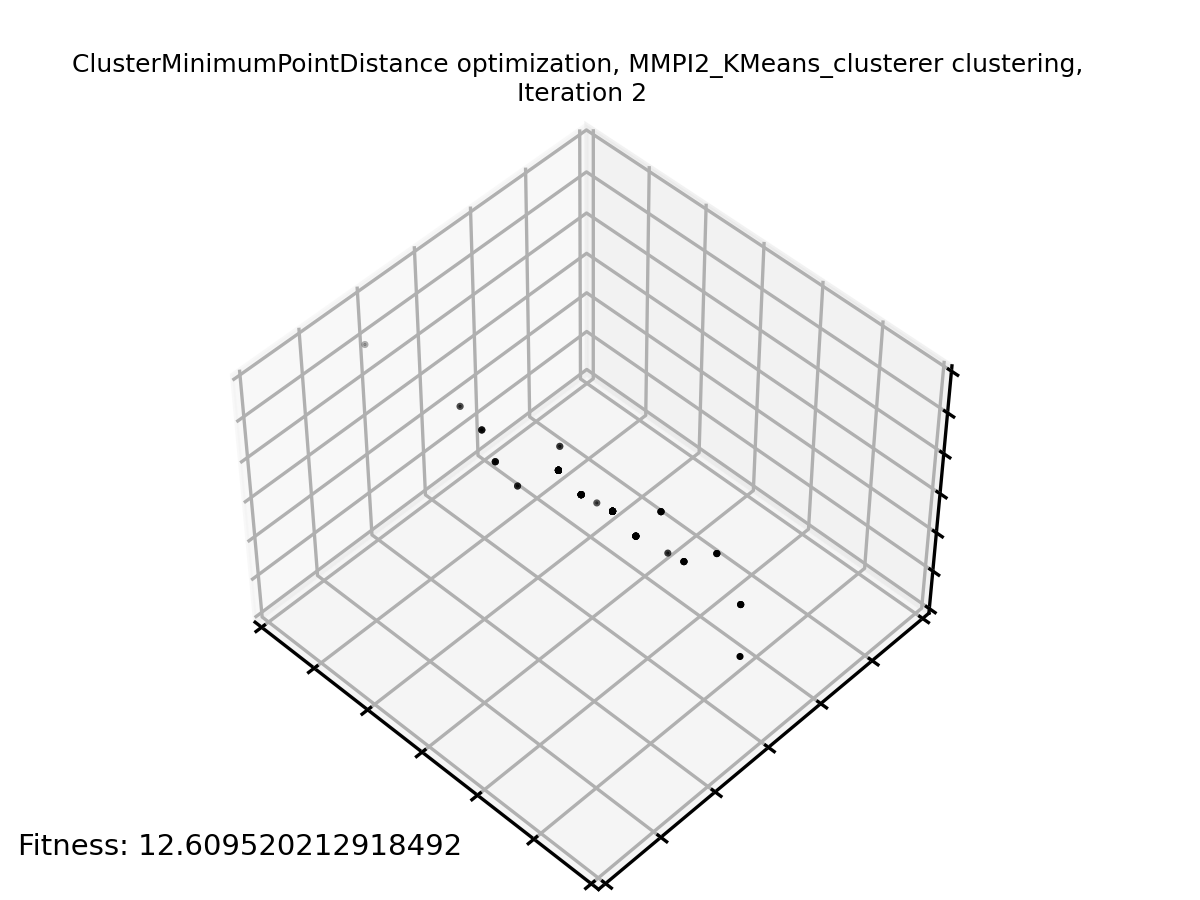 ClusterMinimumPointDistance optimization, MMPI2_KMeans_clusterer clustering,
Iteration 2
Fitness: 12.609520212918492